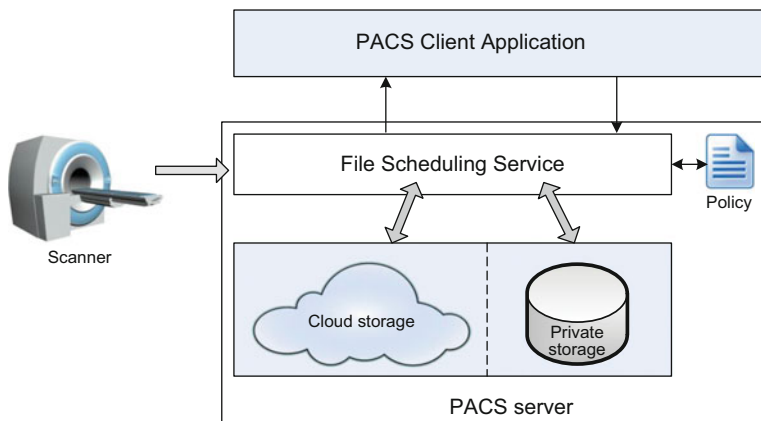 PACS Client Application
File Scheduling Service
Policy
Scanner
Cloud storage
Private
storage
PACS server